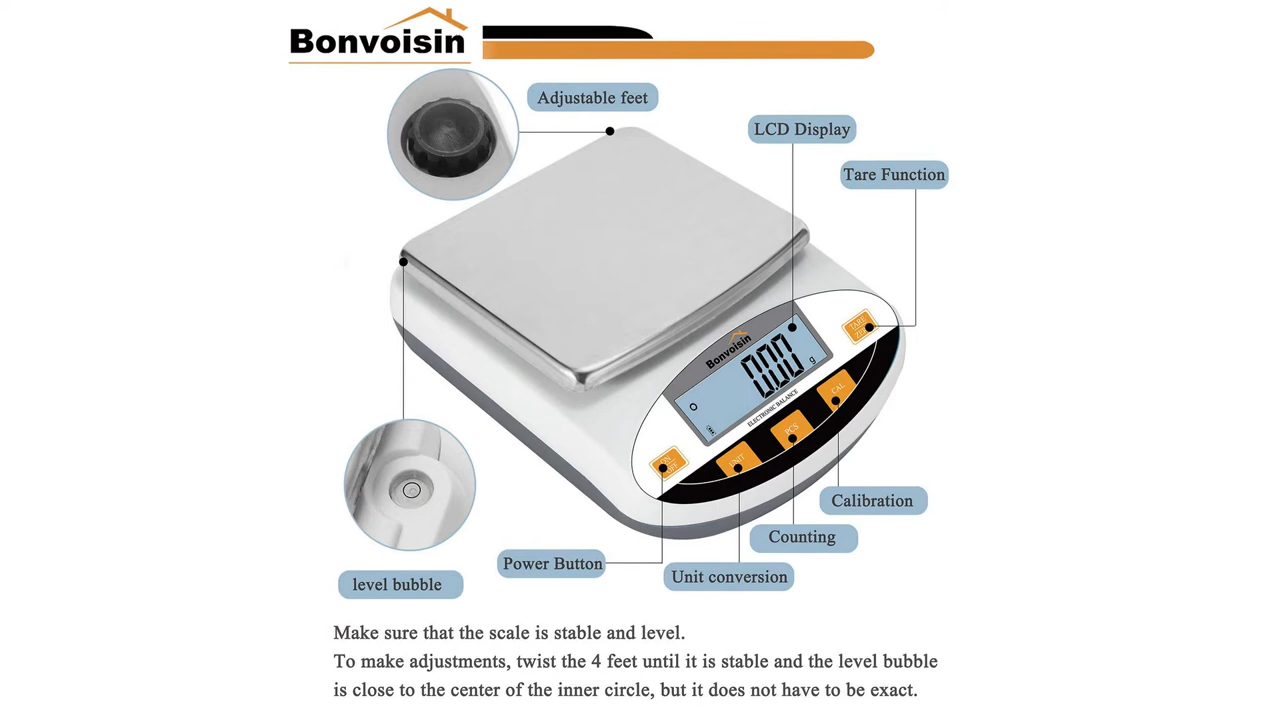 Bonvoisin
Adjustable feet
LCD Display
Tare Function
Bonvoisin
0.00 g
TARE
ELECTRONIC BALANCE
CAL
PCS
UNIT
ON
OFF
Calibration
Counting
Power Button
Unit conversion
level bubble
Make sure that the scale is stable and level.
To make adjustments, twist the 4 feet until it is stable and the level bubble
is close to the center of the inner circle, but it does not have to be exact.